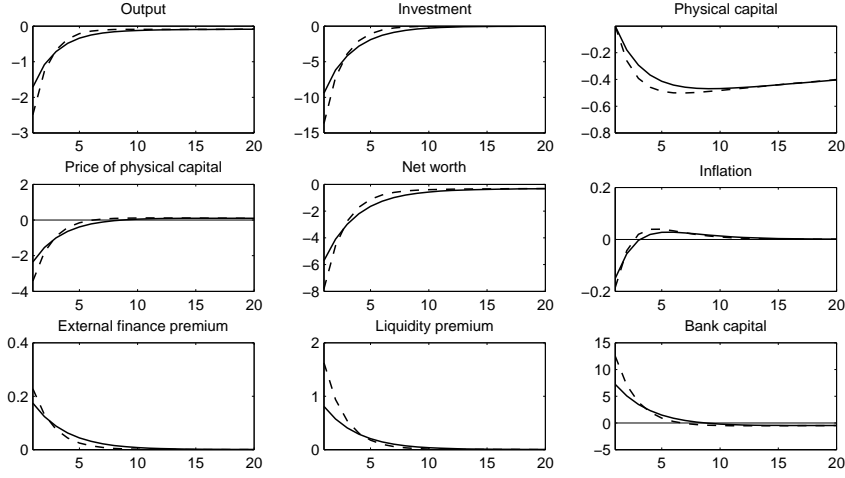 Output Investment Physical capital
0 0
-1 -5 -0.2
-2 -10 -0.4
-0.6
-3 -15 -0.8
5 10 15 20 5 10 15 20 5 10 15 20
Price of physical capital Net worth Inflation
2 0 0.2
0 -2
-4 0
-2 -6
-4 -8 -0.2
5 10 15 20 5 10 15 20 5 10 15 20
External finance premium Liquidity premium Bank capital
0.4 2 15
10
0.2 1 5
0
0 0 -5
5 10 15 20 5 10 15 20 5 10 15 20